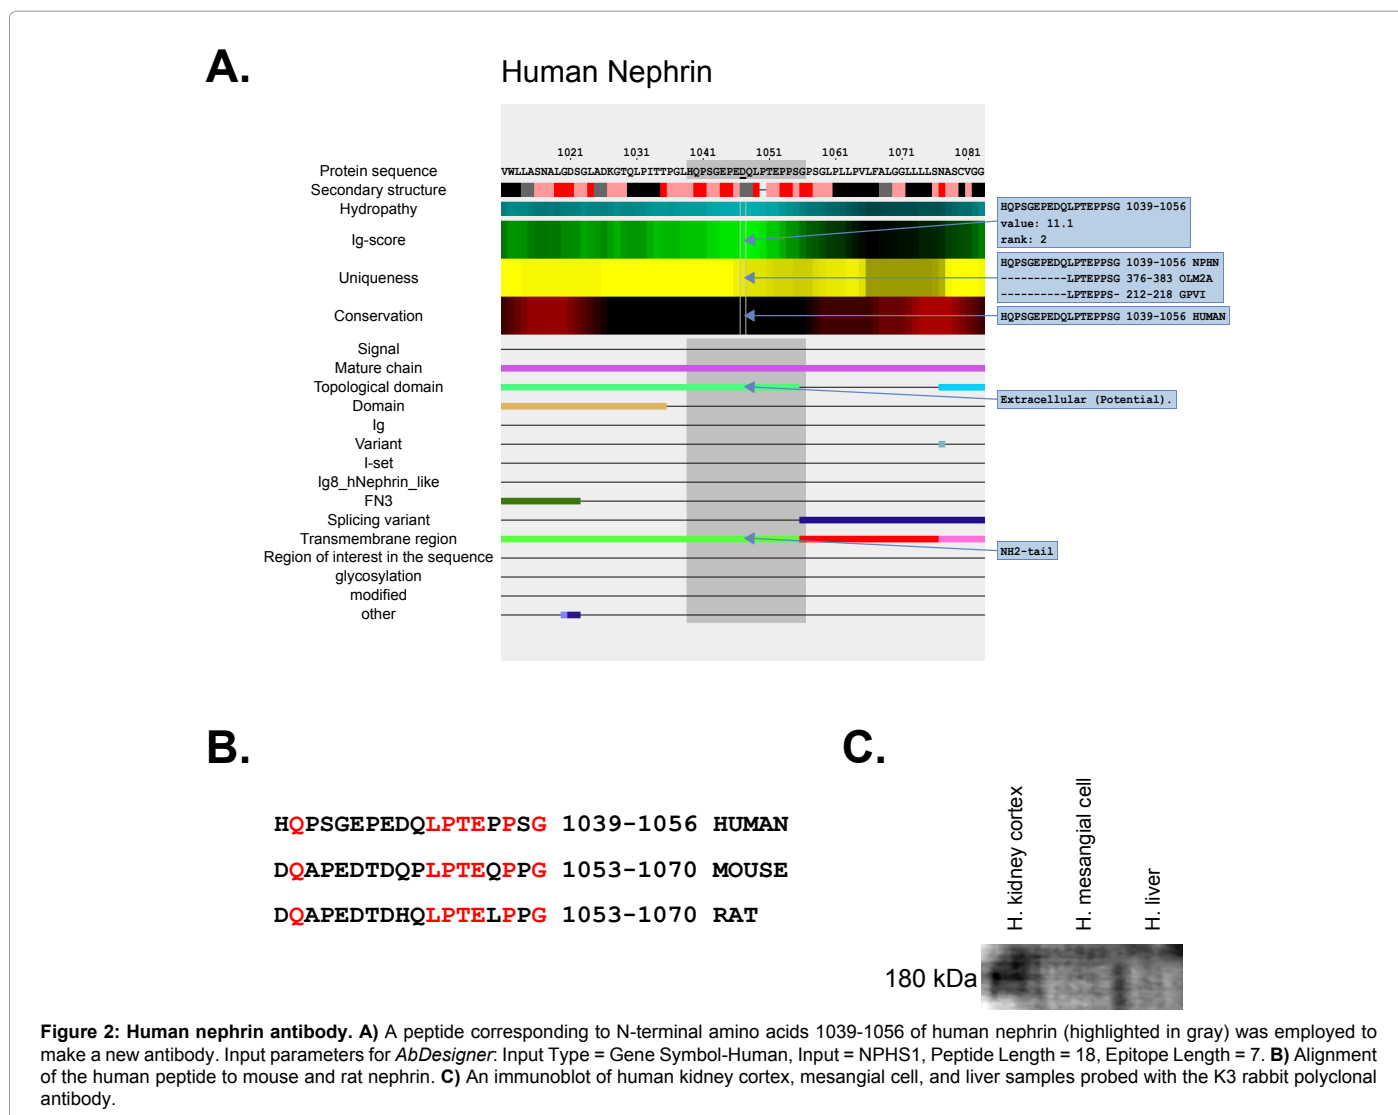 A.
Human Nephrin
1021 1031 1041 1051 1061 1071 1081
Protein sequence VWLLASNALGDSGLADKGTQLPITTPGLHQPSGEPEDQLPTEPPSGPSGLPLLPVLFALGGLLLLSNASCVGG
Secondary structure
Hydropathy
HQPSGEPEDQLPTEPPSG 1039-1056
value: 11.1
rank: 2
Ig-score
HQPSGEPEDQLPTEPPSG 1039-1056 NPHN
----------LPTEPPSG 376-383 OLM2A
----------LPTEPPS- 212-218 GPVI
Uniqueness
HQPSGEPEDQLPTEPPSG 1039-1056 HUMAN
Conservation
Signal
Mature chain
Topological domain
Extracellular (Potential).
Domain
Ig
Variant
I-set
Ig8_hNephrin_like
FN3
Splicing variant
Transmembrane region
NH2-tail
Region of interest in the sequence
glycosylation
modified
other
B.
HQPSGEPEDQLPTEPPSG 1039-1056 HUMAN
DQAPEDTDQPLPTEQPPG 1053-1070 MOUSE
DQAPEDTDHQLPTELPPG 1053-1070 RAT
C.
H. kidney cortex
H. mesangial cell
H. liver
180 kDa
Figure 2: Human nephrin antibody. A) A peptide corresponding to N-terminal amino acids 1039-1056 of human nephrin (highlighted in gray) was employed to
make a new antibody. Input parameters for AbDesigner: Input Type = Gene Symbol-Human, Input = NPHS1, Peptide Length = 18, Epitope Length = 7. B) Alignment
of the human peptide to mouse and rat nephrin. C) An immunoblot of human kidney cortex, mesangial cell, and liver samples probed with the K3 rabbit polyclonal
antibody.